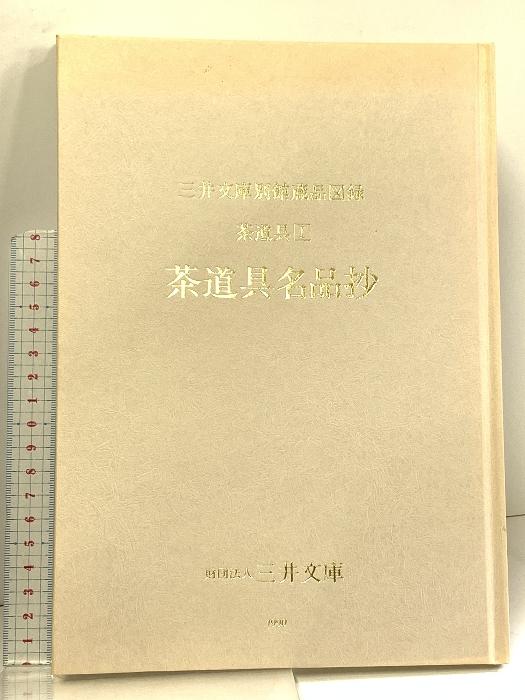 三井文庫別館蔵品図録
茶道具I
茶道具名品抄
財団法人 三井文庫